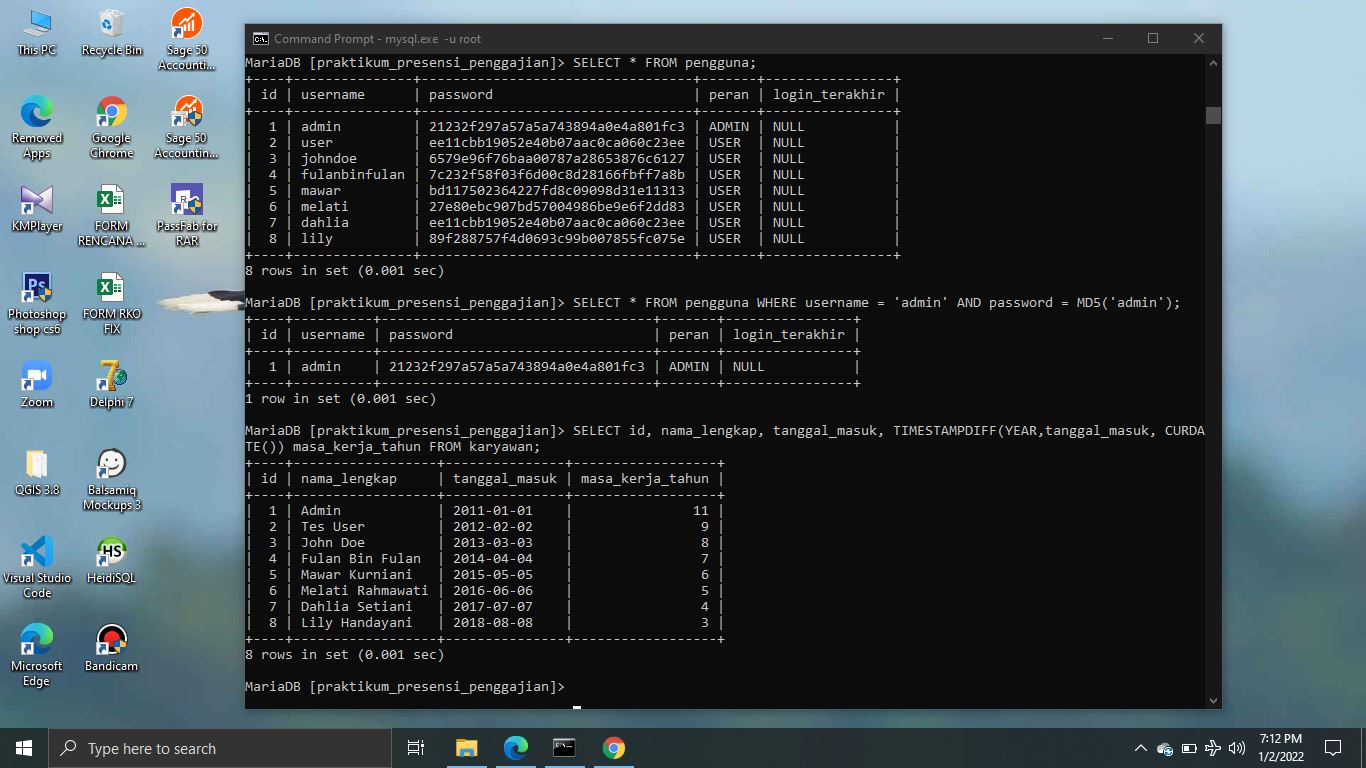 This PC
Recycle Bin
Sage 50
Accounti...
Removed
Apps
Google
Chrome
Sage 50
Accountin...
KMPlayer
FORM
RENCANA ...
PassFab for
RAR
Photoshop
shop cs6
FORM RKO
FIX
Zoom
Delphi 7
QGIS 3.8
Balsamiq
Mockups 3
Visual Studio
Code
HeidiSQL
Microsoft
Edge
Bandicam
Command Prompt - mysql.exe -u root
MariaDB [praktikum_presensi_penggajian]> SELECT * FROM pengguna;
+----+---------------+----------------------------------+-------+----------------+
| id | username      | password                         | peran | login_terakhir |
+----+---------------+----------------------------------+-------+----------------+
|  1 | admin         | 21232f297a57a5a743894a0e4a801fc3 | ADMIN | NULL           |
|  2 | user          | ee11cbb19052e40b07aac0ca060c23ee | USER  | NULL           |
|  3 | johndoe       | 6579e96f76baa00787a28653876c6127 | USER  | NULL           |
|  4 | fulanbinfulan | 7c232f58f03f6d00c8d28166fbff7a8b | USER  | NULL           |
|  5 | mawar         | bd117502364227fd8c09098d31e11313 | USER  | NULL           |
|  6 | melati        | 27e80ebc907bd57004986be9e6f2dd83 | USER  | NULL           |
|  7 | dahlia        | ee11cbb19052e40b07aac0ca060c23ee | USER  | NULL           |
|  8 | lily          | 89f288757f4d0693c99b007855fc075e | USER  | NULL           |
+----+---------------+----------------------------------+-------+----------------+
8 rows in set (0.001 sec)
MariaDB [praktikum_presensi_penggajian]> SELECT * FROM pengguna WHERE username = 'admin' AND password = MD5('admin');
+----+----------+----------------------------------+-------+----------------+
| id | username | password                         | peran | login_terakhir |
+----+----------+----------------------------------+-------+----------------+
|  1 | admin    | 21232f297a57a5a743894a0e4a801fc3 | ADMIN | NULL           |
+----+----------+----------------------------------+-------+----------------+
1 row in set (0.001 sec)
MariaDB [praktikum_presensi_penggajian]> SELECT id, nama_lengkap, tanggal_masuk, TIMESTAMPDIFF(YEAR,tanggal_masuk, CURDA
TE()) masa_kerja_tahun FROM karyawan;
+----+------------------+---------------+------------------+
| id | nama_lengkap     | tanggal_masuk | masa_kerja_tahun |
+----+------------------+---------------+------------------+
|  1 | Admin            | 2011-01-01    |               11 |
|  2 | Tes User         | 2012-02-02    |                9 |
|  3 | John Doe         | 2013-03-03    |                8 |
|  4 | Fulan Bin Fulan  | 2014-04-04    |                7 |
|  5 | Mawar Kurniani   | 2015-05-05    |                6 |
|  6 | Melati Rahmawati | 2016-06-06    |                5 |
|  7 | Dahlia Setiani   | 2017-07-07    |                4 |
|  8 | Lily Handayani   | 2018-08-08    |                3 |
+----+------------------+---------------+------------------+
8 rows in set (0.001 sec)
MariaDB [praktikum_presensi_penggajian]>
Type here to search
7:12 PM
1/2/2022